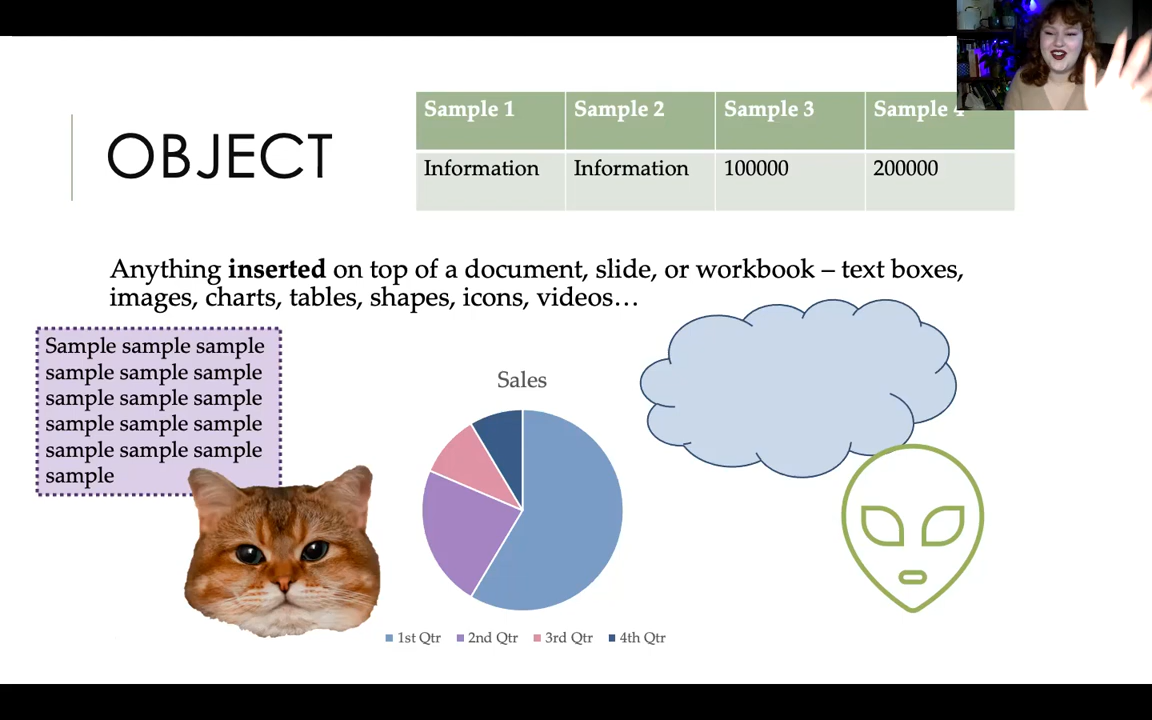 OBJECT
Sample 1 Sample 2 Sample 3 Sample 4
Information Information 100000 200000
Anything inserted on top of a document, slide, or workbook – text boxes,
images, charts, tables, shapes, icons, videos…
Sample sample sample
sample sample sample
sample sample sample
sample sample sample
sample sample sample
sample
Sales
1st Qtr 2nd Qtr 3rd Qtr 4th Qtr